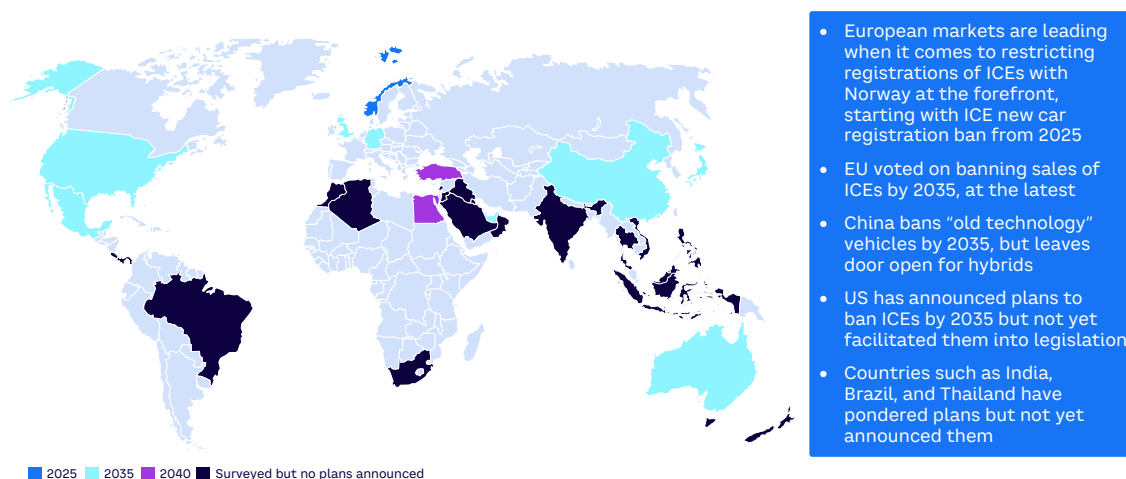 • European markets are leading
when it comes to restricting
registrations of ICEs with
Norway at the forefront,
starting with ICE new car
registration ban from 2025
• EU voted on banning sales of
ICEs by 2035, at the latest
• China bans “old technology”
vehicles by 2035, but leaves
door open for hybrids
• US has announced plans to
ban ICEs by 2035 but not yet
facilitated them into legislation
• Countries such as India,
Brazil, and Thailand have
pondered plans but not yet
announced them
2025 2035 2040 Surveyed but no plans announced